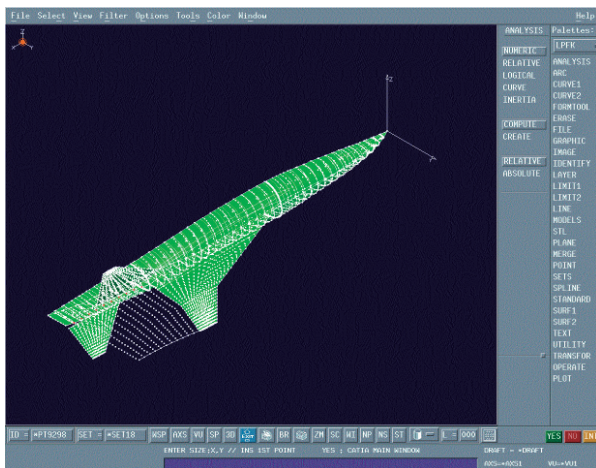 File Select View Filter Options Tools Color Window Help
ANALYSIS
NUMERIC
RELATIVE
LOGICAL
CURVE
INERTIA
COMPUTE
CREATE
RELATIVE
ABSOLUTE
Palettes:
LPFK
ANALYSIS
ARC
CURVE1
CURVE2
FORMTOOL
ERASE
FILE
GRAPHIC
IMAGE
IDENTIFY
LAYER
LIMIT1
LIMIT2
LINE
MODELS
STL
PLANE
MERGE
POINT
SETS
SPLINE
STANDARD
SURF1
SURF2
TEXT
UTILITY
TRANSFOR
OPERATE
PLOT
Z
X Y
Z
ID = *PT9298 SET = *SET18 WSP AXS VU SP 3D BR ZM SC WI NP NS ST L = 000 YES NO
ENTER SIZE;X,Y // INS 1ST POINT YES ; CATIA MAIN WINDOW DRAFT = *DRAFT
AXS=*AXS1 VU=*VU1